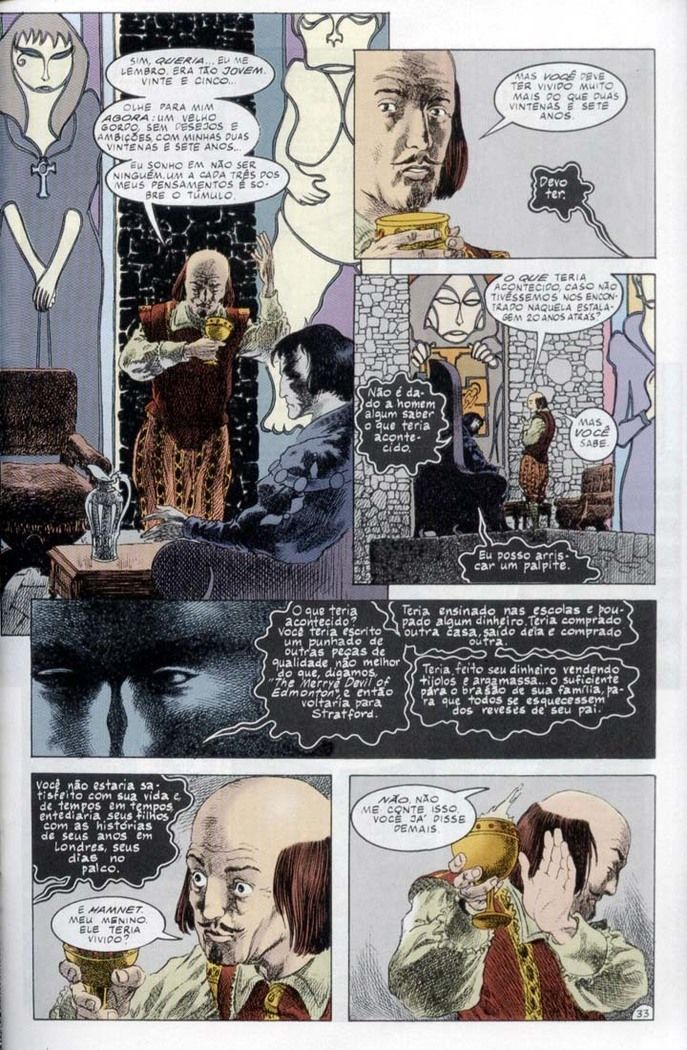 SIM, QUERIA... EU ME
LEMBRO. ERA TÃO JOVEM.
VINTE E CINCO...
OLHE PARA MIM
AGORA: UM VELHO
GORDO, SEM DESEJOS E
AMBIÇÕES, COM MINHAS DUAS
VINTENAS E SETE ANOS...
EU SONHO EM NÃO SER
NINGUÉM. UM A CADA TRÊS DOS
MEUS PENSAMENTOS É SO-
BRE O TÚMULO.
MAS VOCÊ DEVE
TER VIVIDO MUITO
MAIS DO QUE DUAS
VINTENAS E SETE
ANOS.
Devo
ter.
O QUE TERIA
ACONTECIDO, CASO NÃO
TIVÉSSEMOS NOS ENCON-
TRADO NAQUELA ESTALA-
GEM 20 ANOS ATRÁS?
Não é da-
do a homem
algum saber
o que teria
aconte-
cido.
MAS
VOCÊ
SABE.
Eu posso arris-
car um palpite.
O que teria
acontecido?
Você teria escrito
um punhado de
outras peças de
qualidade não melhor
do que, digamos,
"The Merrye Devil of
Edmonton", e então
voltaria para
Stratford.
Teria ensinado nas escolas e pou-
pado algum dinheiro. Teria comprado
outra casa, saído dela e comprado
outra.
Teria feito seu dinheiro vendendo
tijolos e argamassa... o suficiente
para o brasão de sua família, pa-
ra que todos se esquecessem
dos reveses de seu pai.
Você não estaria sa-
tisfeito com sua vida e,
de tempos em tempos
entediaria seus filhos
com as histórias
de seus anos em
Londres, seus
dias no
palco.
E HAMNET.
MEU MENINO.
ELE TERIA
VIVIDO?
NÃO, NÃO
ME CONTE ISSO.
VOCÊ JÁ DISSE
DEMAIS.
33